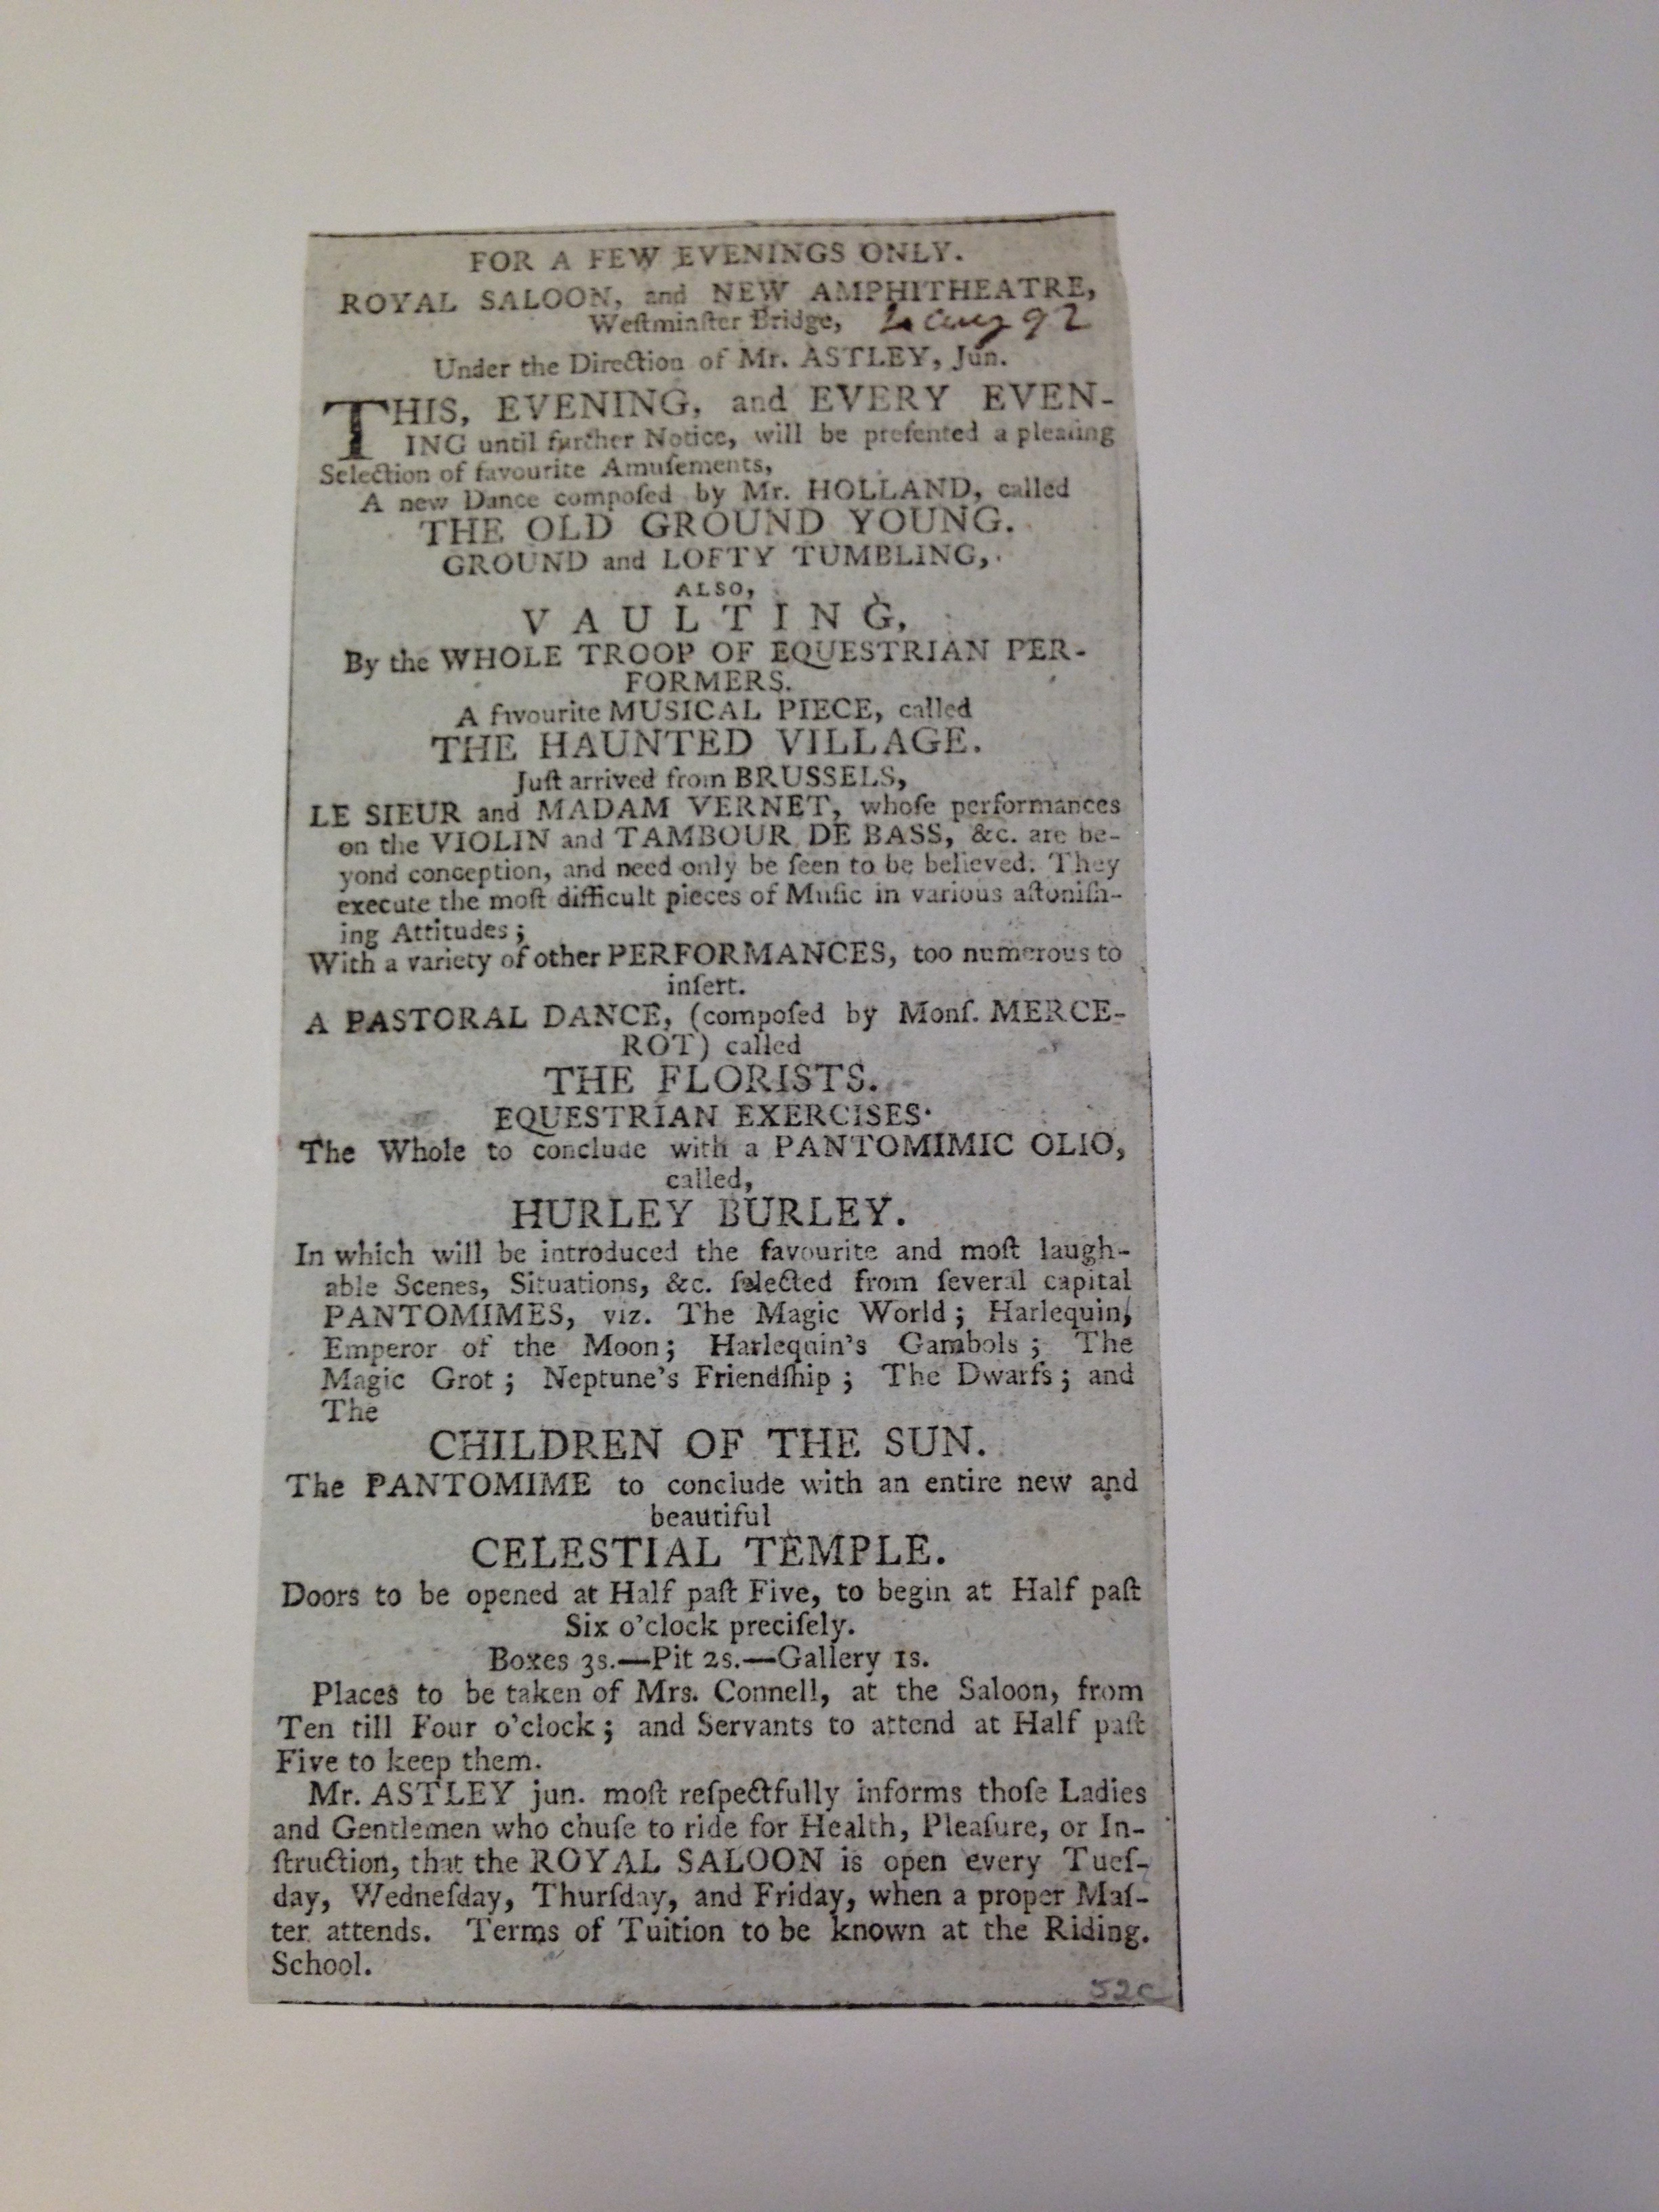 FOR A FEW EVENINGS ONLY.
ROYAL SALOON, and NEW AMPHITHEATRE,
Weſtminſter Bridge, 4 Aug 92
Under the Direction of Mr. ASTLEY, Jun.
THIS, EVENING, and EVERY EVEN-
ING until further Notice, will be preſented a pleaſing
Selection of favourite Amuſements,
A new Dance compoſed by Mr. HOLLAND, called
THE OLD GROUND YOUNG.
GROUND and LOFTY TUMBLING,
ALSO,
VAULTING,
By the WHOLE TROOP OF EQUESTRIAN PER-
FORMERS.
A fivourite MUSICAL PIECE, called
THE HAUNTED VILLAGE.
Juſt arrived from BRUSSELS,
LE SIEUR and MADAM VERNET, whoſe performances
on the VIOLIN and TAMBOUR DE BASS, &c. are be-
yond conception, and need only be ſeen to be believed. They
execute the moſt difficult pieces of Muſic in various aſtoniſh-
ing Attitudes;
With a variety of other PERFORMANCES, too numerous to
inſert.
A PASTORAL DANCE, (compoſed by Monſ. MERCE-
ROT) called
THE FLORISTS.
EQUESTRIAN EXERCISES.
The Whole to conclude with a PANTOMIMIC OLIO,
called,
HURLEY BURLEY.
In which will be introduced the favourite and moſt laugh-
able Scenes, Situations, &c. ſelected from ſeveral capital
PANTOMIMES, viz. The Magic World; Harlequin,
Emperor of the Moon; Harlequin's Gambols; The
Magic Grot; Neptune's Friendſhip; The Dwarfs; and
The
CHILDREN OF THE SUN.
The PANTOMIME to conclude with an entire new and
beautiful
CELESTIAL TEMPLE.
Doors to be opened at Half paſt Five, to begin at Half paſt
Six o'clock preciſely.
Boxes 3s.—Pit 2s.—Gallery 1s.
Places to be taken of Mrs. Connell, at the Saloon, from
Ten till Four o'clock; and Servants to attend at Half paſt
Five to keep them.
Mr. ASTLEY jun. moſt reſpectfully informs thoſe Ladies
and Gentlemen who chuſe to ride for Health, Pleaſure, or In-
ſtruction, that the ROYAL SALOON is open every Tueſ-
day, Wedneſday, Thurſday, and Friday, when a proper Maſ-
ter attends. Terms of Tuition to be known at the Riding.
School.
52c